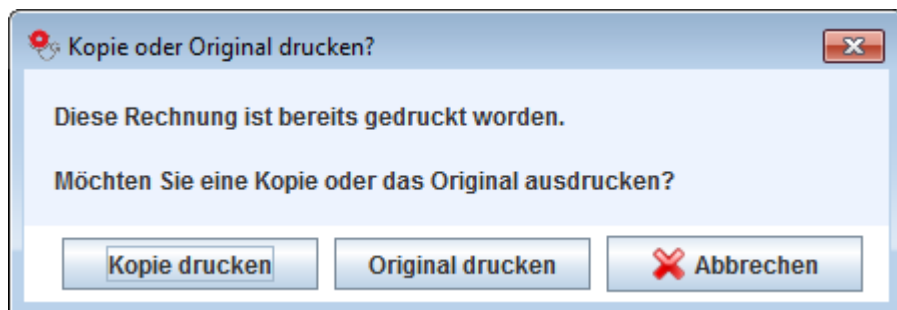 Kopie oder Original drucken?
Diese Rechnung ist bereits gedruckt worden.
Möchten Sie eine Kopie oder das Original ausdrucken?
Kopie drucken Original drucken Abbrechen